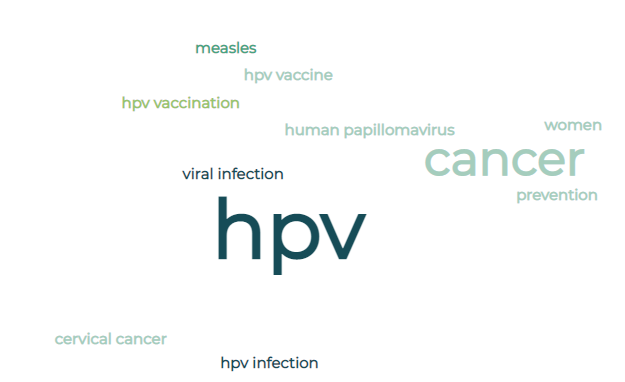 measles
hpv vaccine
hpv vaccination
human papillomavirus
women
cancer
viral infection
prevention
hpv
cervical cancer
hpv infection